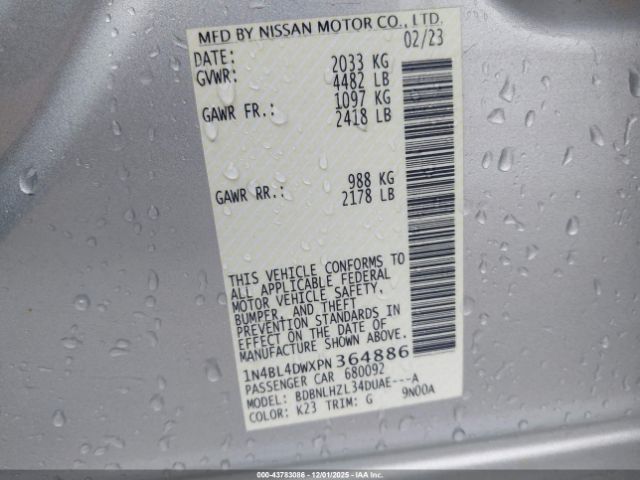 MFD BY NISSAN MOTOR CO., LTD.
DATE: 02/23
GVWR: 2033 KG
4482 LB
GAWR FR.: 1097 KG
2418 LB
GAWR RR.: 988 KG
2178 LB
THIS VEHICLE CONFORMS TO
ALL APPLICABLE FEDERAL
MOTOR VEHICLE SAFETY,
BUMPER, AND THEFT
PREVENTION STANDARDS IN
EFFECT ON THE DATE OF
MANUFACTURE SHOWN ABOVE.
1N4BL4DWXPN364886
PASSENGER CAR 680092
MODEL: BDBNLHZL34DUAE---A
COLOR: K23 TRIM: G 9N00A
00-43783086 - 12/01/2025 - IAA Inc.